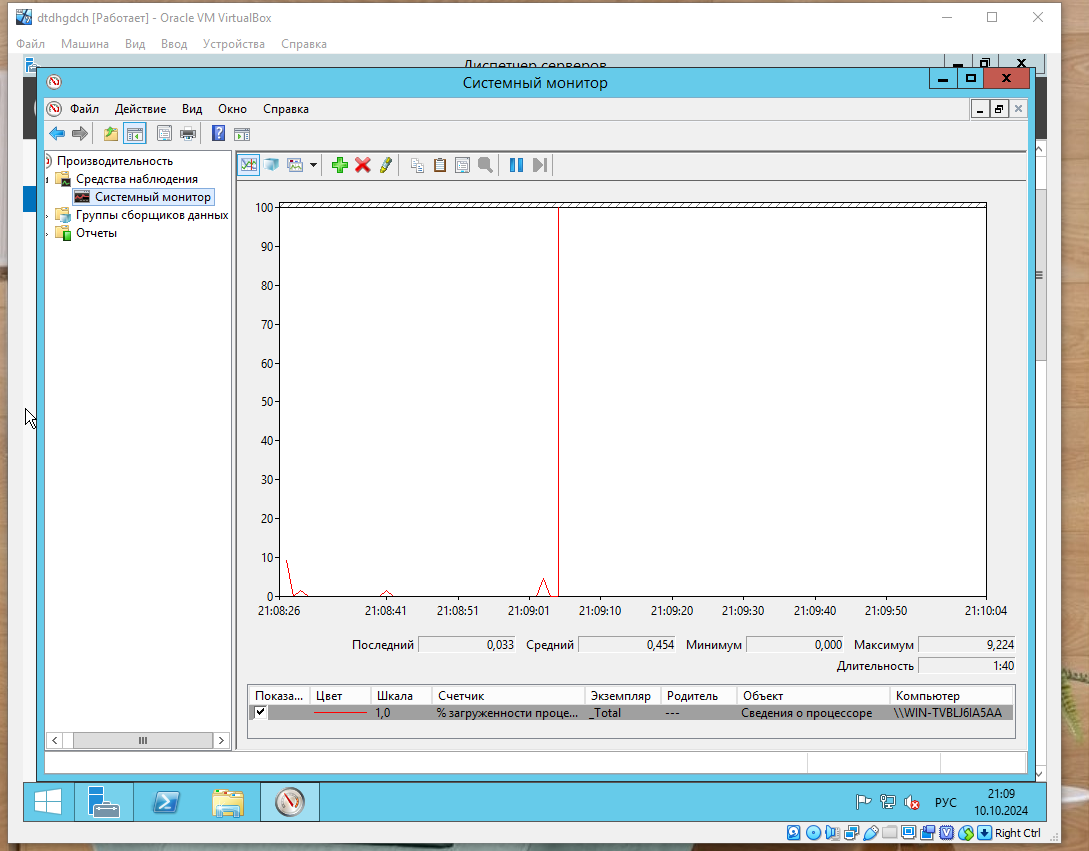 dtdhgdch [Работает] - Oracle VM VirtualBox
Файл Машина Вид Ввод Устройства Справка
Диспетчер серверов
Системный монитор
Файл Действие Вид Окно Справка
Производительность
Средства наблюдения
Системный монитор
Группы сборщиков данных
Отчеты
100
90
80
70
60
50
40
30
20
10
0
21:08:26 21:08:41 21:08:51 21:09:01 21:09:10 21:09:20 21:09:30 21:09:40 21:09:50 21:10:04
Последний 0,033 Средний 0,454 Минимум 0,000 Максимум 9,224
Длительность 1:40
Показа... Цвет Шкала Счетчик Экземпляр Родитель Объект Компьютер
1,0 % загруженности проце... _Total --- Сведения о процессоре \\WIN-TVBLJ6IA5AA
РУС 21:09
10.10.2024
Right Ctrl